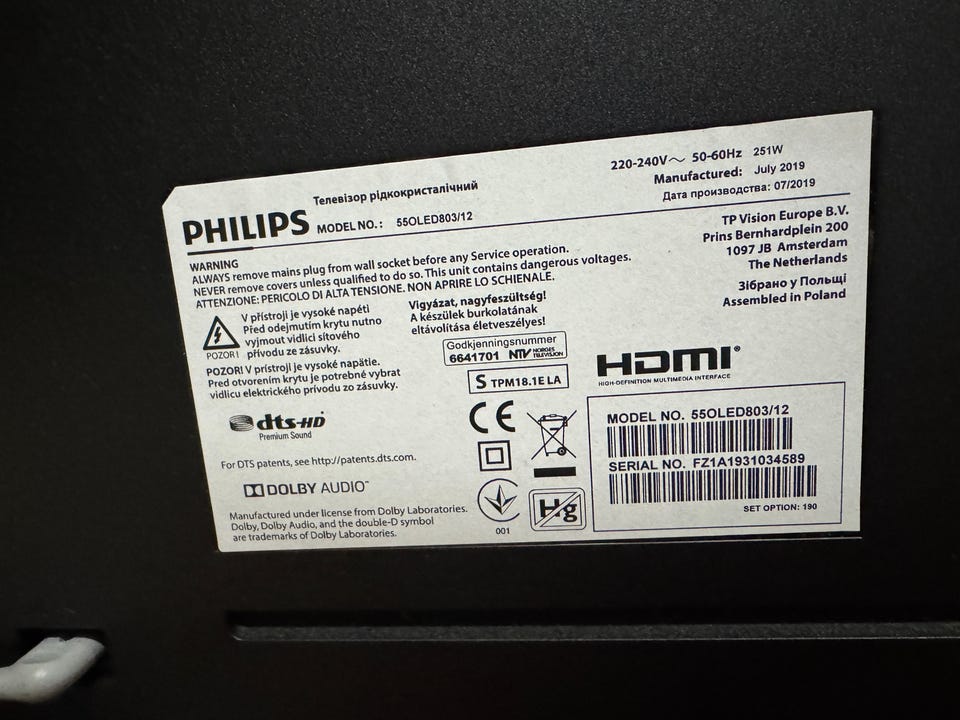 Телевізор рідкокристалічний
PHILIPS MODEL NO.: 55OLED803/12
220-240V～ 50-60Hz 251W
Manufactured: July 2019
Дата производства: 07/2019
WARNING
ALWAYS remove mains plug from wall socket before any Service operation.
NEVER remove covers unless qualified to do so. This unit contains dangerous voltages.
ATTENZIONE: PERICOLO DI ALTA TENSIONE. NON APRIRE LO SCHIENALE.
TP Vision Europe B.V.
Prins Bernhardplein 200
1097 JB Amsterdam
The Netherlands
Зібрано у Польщі
Assembled in Poland
V přístroji je vysoké napětí
Před odejmutím krytu nutno
vyjmout vidlici síťového
POZOR! přívodu ze zásuvky.
POZOR! V prístroji je vysoké napätie.
Pred otvorením krytu je potrebné vybrat
vidlicu elektrického prívodu zo zásuvky.
Vigyázat, nagyfeszültség!
A készülek burkolatának
eltávolítása életveszélyes!
Godkjenningsnummer
6641701 NTV NORGES TELEVISION
S TPM18.1E LA
HDMI®
HIGH-DEFINITION MULTIMEDIA INTERFACE
dts-HD
Premium Sound
For DTS patents, see http://patents.dts.com.
DOLBY AUDIO™
Manufactured under license from Dolby Laboratories.
Dolby, Dolby Audio, and the double-D symbol
are trademarks of Dolby Laboratories.
CE
001
Hg
MODEL NO. 55OLED803/12
SERIAL NO. FZ1A1931034589
SET OPTION: 190